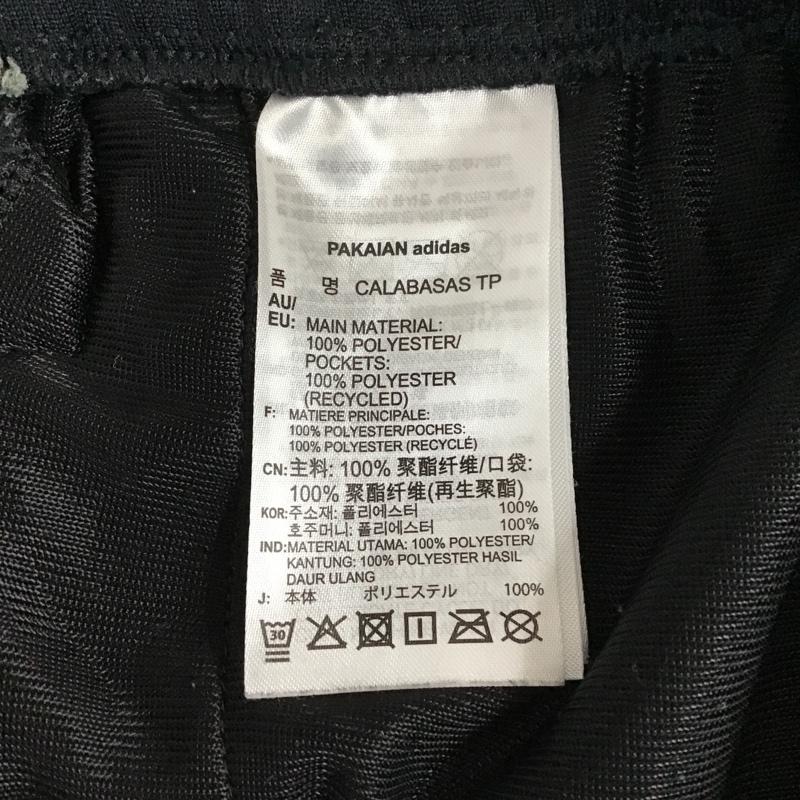 PAKAIAN adidas
품 명 CALABASAS TP
AU/
EU: MAIN MATERIAL:
100% POLYESTER/
POCKETS:
100% POLYESTER
(RECYCLED)
F: MATIERE PRINCIPALE:
100% POLYESTER/POCHES:
100% POLYESTER (RECYCLÉ)
CN: 主料: 100% 聚酯纤维/口袋:
100% 聚酯纤维(再生聚酯)
KOR: 주소재: 폴리에스터 100%
호주머니: 폴리에스터 100%
IND: MATERIAL UTAMA: 100% POLYESTER/
KANTUNG: 100% POLYESTER HASIL
DAUR ULANG
J: 本体 ポリエステル 100%
30